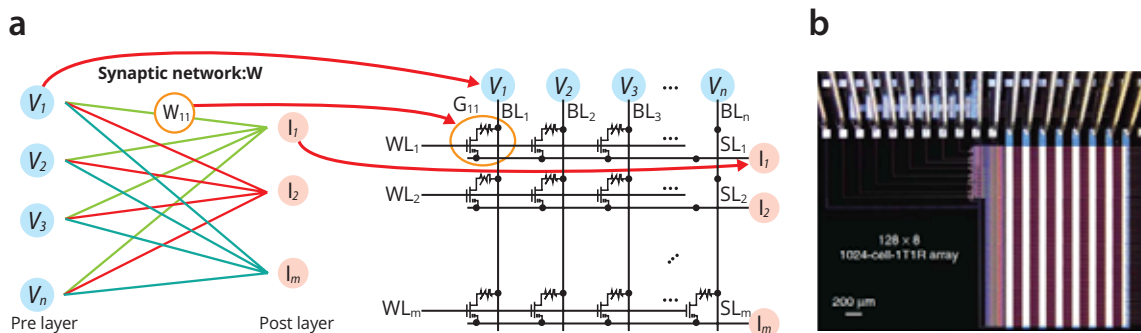 a
Synaptic network:W
V1
W11
I1
V2
I2
V3
Vn
Im
Pre layer
Post layer
V1 V2 V3 ... Vn
G11 BL1 BL2 BL3 BLn
WL1 ... SL1 I1
WL2 ... SL2 I2
...
WLm ... SLm Im
b
128 × 8
1024-cell-1T1R array
200 μm